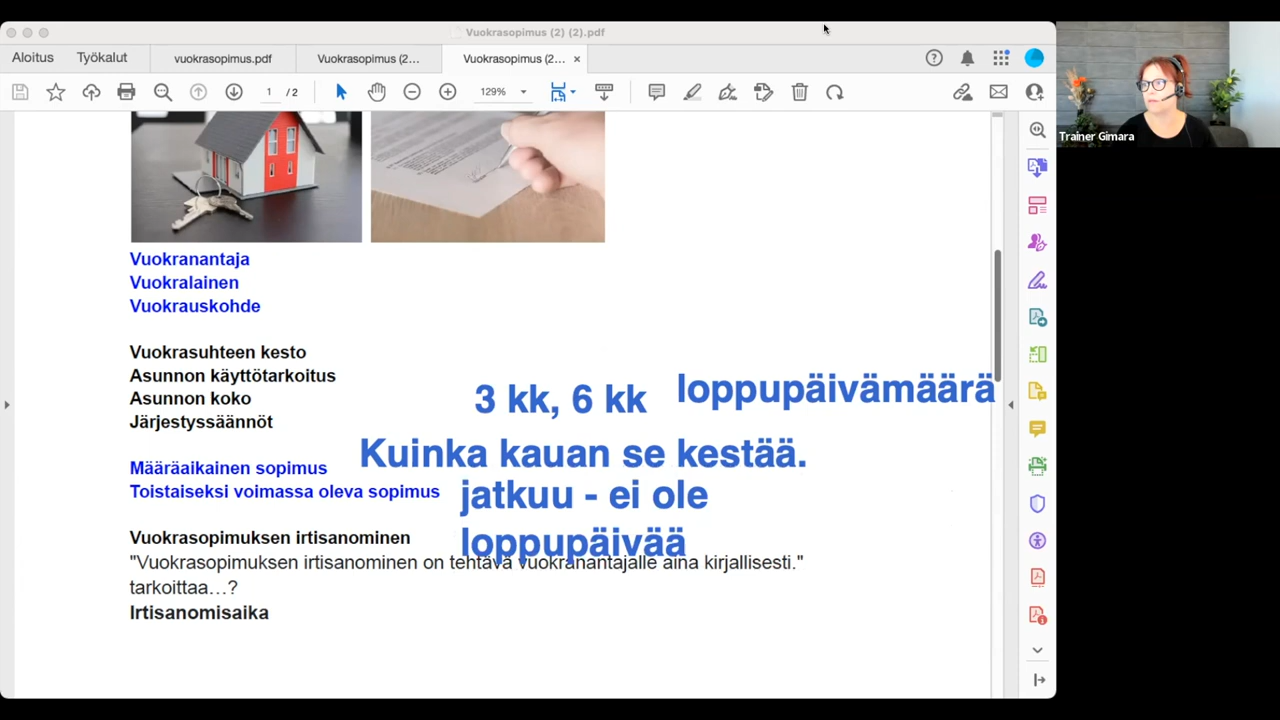 Vuokrasopimus (2) (2).pdf
Aloitus
Työkalut
vuokrasopimus.pdf
Vuokrasopimus (2...
Vuokrasopimus (2...
1 / 2
129%
Trainer Gimara
Vuokranantaja
Vuokralainen
Vuokrauskohde
Vuokrasuhteen kesto
Asunnon käyttötarkoitus
Asunnon koko
Järjestyssäännöt
3 kk, 6 kk
loppupäivämäärä
Kuinka kauan se kestää.
Määräaikainen sopimus
Toistaiseksi voimassa oleva sopimus
jatkuu - ei ole
loppupäivää
Vuokrasopimuksen irtisanominen
"Vuokrasopimuksen irtisanominen on tehtävä vuokranantajalle aina kirjallisesti."
tarkoittaa…?
Irtisanomisaika